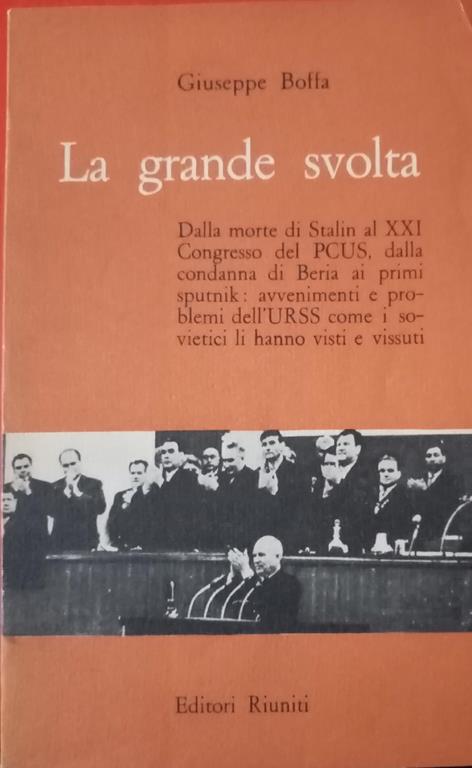 Giuseppe Boffa
La grande svolta
Dalla morte di Stalin al XXI
Congresso del PCUS, dalla
condanna di Beria ai primi
sputnik: avvenimenti e pro-
blemi dell'URSS come i so-
vietici li hanno visti e vissuti
Editori Riuniti